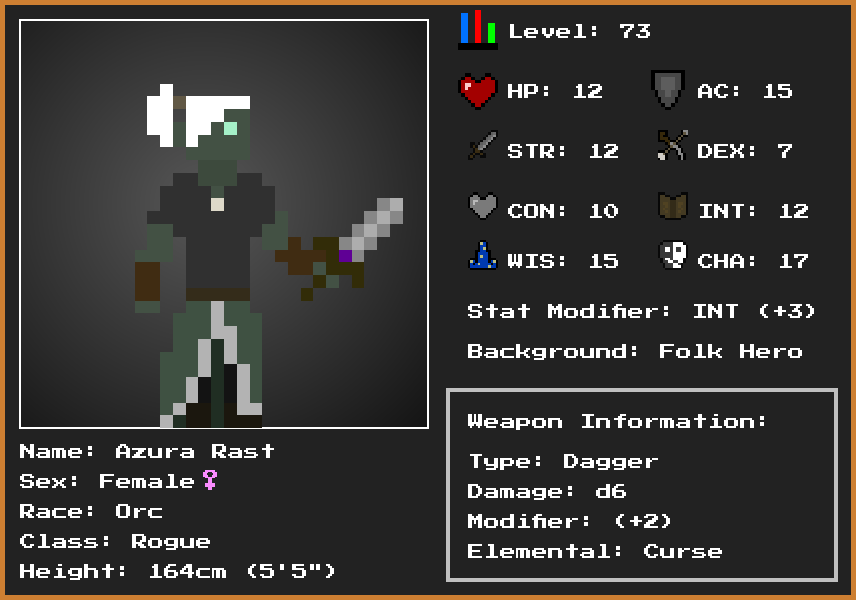 Level: 73
HP: 12
AC: 15
STR: 12
DEX: 7
CON: 10
INT: 12
WIS: 15
CHA: 17
Stat Modifier: INT (+3)
Background: Folk Hero
Weapon Information:
Type: Dagger
Damage: d6
Modifier: (+2)
Elemental: Curse
Name: Azura Rast
Sex: Female♀
Race: Orc
Class: Rogue
Height: 164cm (5'5")